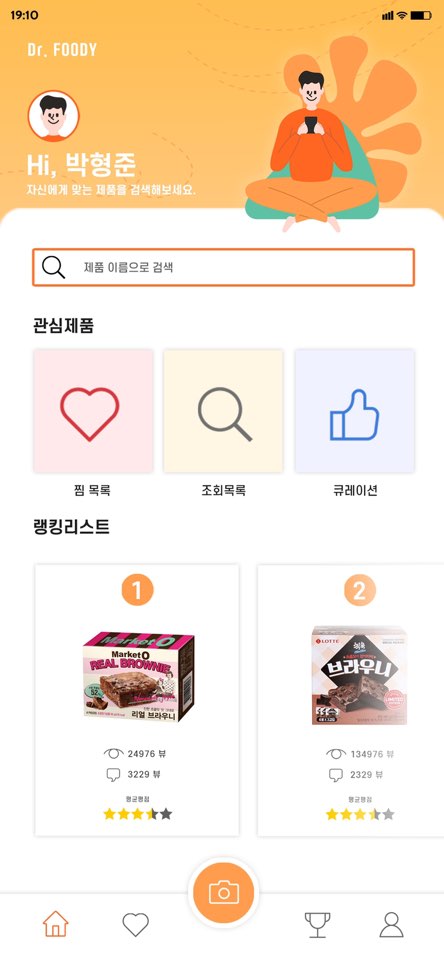 19:10
Dr. FOODY
Hi, 박형준
자신에게 맞는 제품을 검색해보세요.
제품 이름으로 검색
관심제품
찜 목록
조회목록
큐레이션
랭킹리스트
1
Market O
REAL BROWNIE
리얼 브라우니
24976 뷰
3229 뷰
평균평점
2
LOTTE
브라우니
134976 뷰
2329 뷰
평균평점